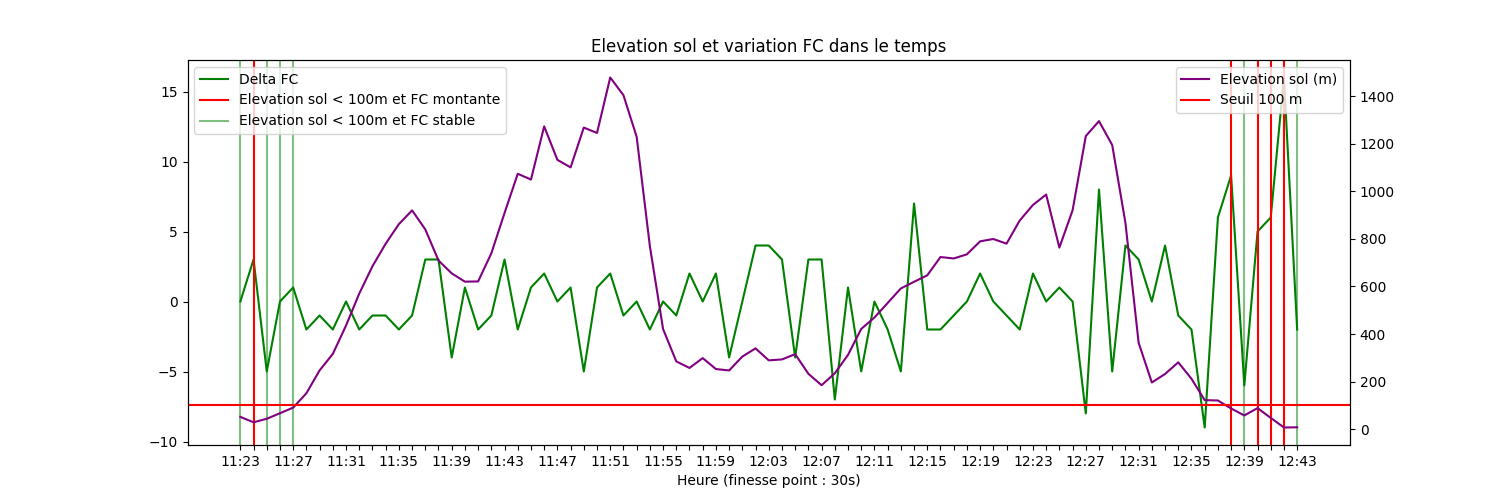 Elevation sol et variation FC dans le temps
Delta FC
Elevation sol < 100m et FC montante
Elevation sol < 100m et FC stable
Elevation sol (m)
Seuil 100 m
15
10
5
0
−5
−10
1400
1200
1000
800
600
400
200
0
11:23 11:27 11:31 11:35 11:39 11:43 11:47 11:51 11:55 11:59 12:03 12:07 12:11 12:15 12:19 12:23 12:27 12:31 12:35 12:39 12:43
Heure (finesse point : 30s)